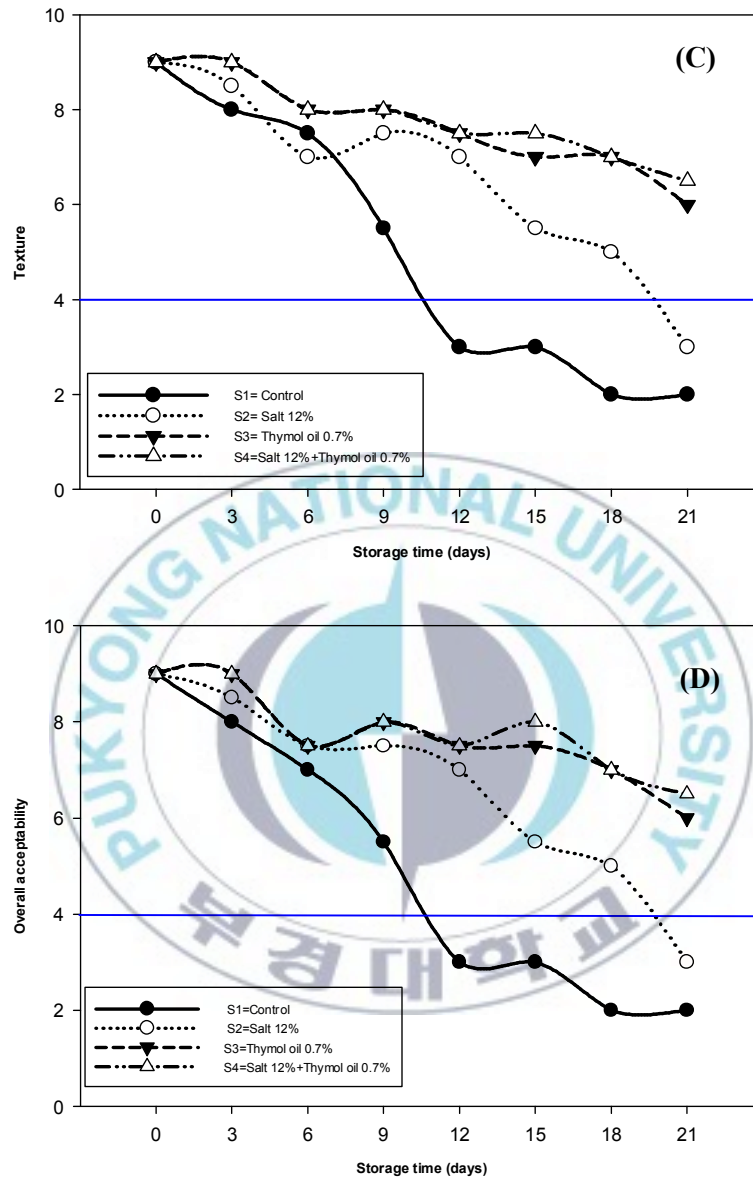 10
(C)
8
6
Texture
4
2
S1= Control
S2= Salt 12%
S3= Thymol oil 0.7%
S4=Salt 12%+Thymol oil 0.7%
0
0 3 6 9 12 15 18 21
Storage time (days)
PUKYONG NATIONAL UNIVERSITY
10
(D)
8
6
Overall acceptability
4
부경대학교
2
S1=Control
S2=Salt 12%
S3=Thymol oil 0.7%
S4=Salt 12%+Thymol oil 0.7%
0
0 3 6 9 12 15 18 21
Storage time (days)